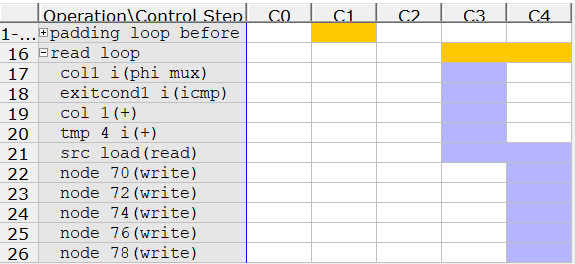 Operation\Control Step C0 C1 C2 C3 C4
1-... padding loop before
16 read loop
17 col1 i(phi mux)
18 exitcond1 i(icmp)
19 col 1(+)
20 tmp 4 i(+)
21 src load(read)
22 node 70(write)
23 node 72(write)
24 node 74(write)
25 node 76(write)
26 node 78(write)